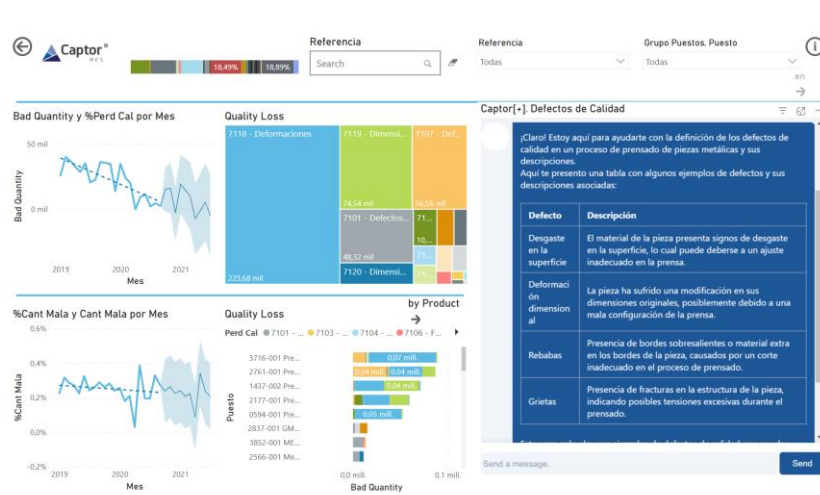 Captor®
MES
18,49%
18,89%
Referencia
Search
Referencia
Todas
Grupo Puestos, Puesto
Todas
.en
Bad Quantity y %Perd Cal por Mes
50 mil
0 mil
Bad Quantity
2019 2020 2021
Mes
Quality Loss
7118 - Deformaciones
223,68 mil
7119 - Dimensi...
74,54 mil
7107 - Def...
56,56 mil
7101 - Defectos...
48,32 mil
7120 - Dimensi...
71...
10,...
71...
71...
%Cant Mala y Cant Mala por Mes
0,6%
0,4%
0,2%
0,0%
-0,2%
%Cant Mala
2019 2020 2021
Mes
by Product
Quality Loss
Perd Cal 7101 - ... 7103 - ... 7104 - ... 7106 - F...
Puesto
3716-001 Pre...
0,07 mill.
2761-001 Pre...
0,04 mill. 0,04 mill.
1437-002 Pre...
0,04 mill.
2177-001 Pre...
0594-001 Pre...
0,05 mill.
2837-001 GM...
3852-001 ME...
2566-001 Me...
0,0 mill. 0,1 mill.
Bad Quantity
Captor[+]. Defectos de Calidad
¡Claro! Estoy aquí para ayudarte con la definición de los defectos de
calidad en un proceso de prensado de piezas metálicas y sus
descripciones.
Aquí te presento una tabla con algunos ejemplos de defectos y sus
descripciones asociadas:
Defecto Descripción
Desgaste
en la
superficie
El material de la pieza presenta signos de desgaste
en la superficie, lo cual puede deberse a un ajuste
inadecuado en la prensa.
Deformaci
ón
dimension
al
La pieza ha sufrido una modificación en sus
dimensiones originales, posiblemente debido a una
mala configuración de la prensa.
Rebabas
Presencia de bordes sobresalientes o material extra
en los bordes de la pieza, causados por un corte
inadecuado en el proceso de prensado.
Grietas
Presencia de fracturas en la estructura de la pieza,
indicando posibles tensiones excesivas durante el
prensado.
Send a message.
Send